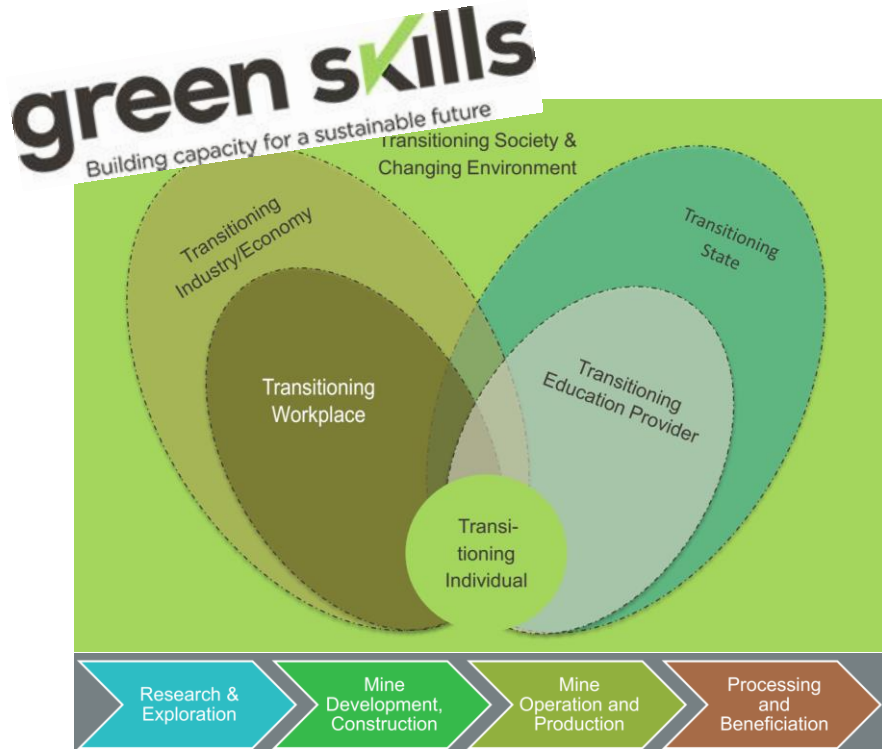 green skills
Building capacity for a sustainable future
Transitioning Society &
Changing Environment
Transitioning
Industry/Economy
Transitioning
State
Transitioning
Workplace
Transitioning
Education Provider
Transi-
tioning
Individual
Research &
Exploration
Mine
Development,
Construction
Mine
Operation and
Production
Processing
and
Beneficiation